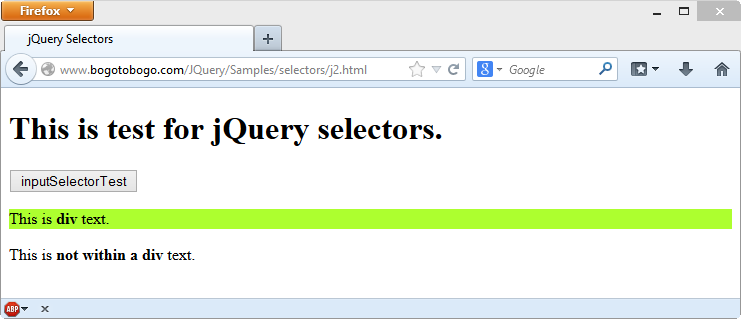 Firefox
jQuery Selectors
www.bogotobogo.com/JQuery/Samples/selectors/j2.html
8
Google
This is test for jQuery selectors.
inputSelectorTest
This is div text.
This is not within a div text.
ABP